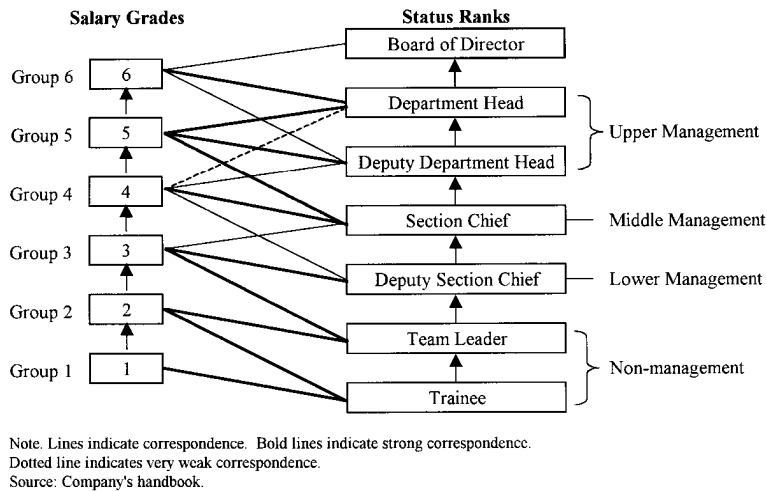 Salary Grades
Status Ranks
Board of Director
Group 6
6
Department Head
Group 5
5
Upper Management
Deputy Department Head
Group 4
4
Section Chief
Middle Management
Group 3
3
Deputy Section Chief
Lower Management
Group 2
2
Team Leader
Group 1
1
Non-management
Trainee
Note. Lines indicate correspondence. Bold lines indicate strong correspondence.
Dotted line indicates very weak correspondence.
Source: Company's handbook.